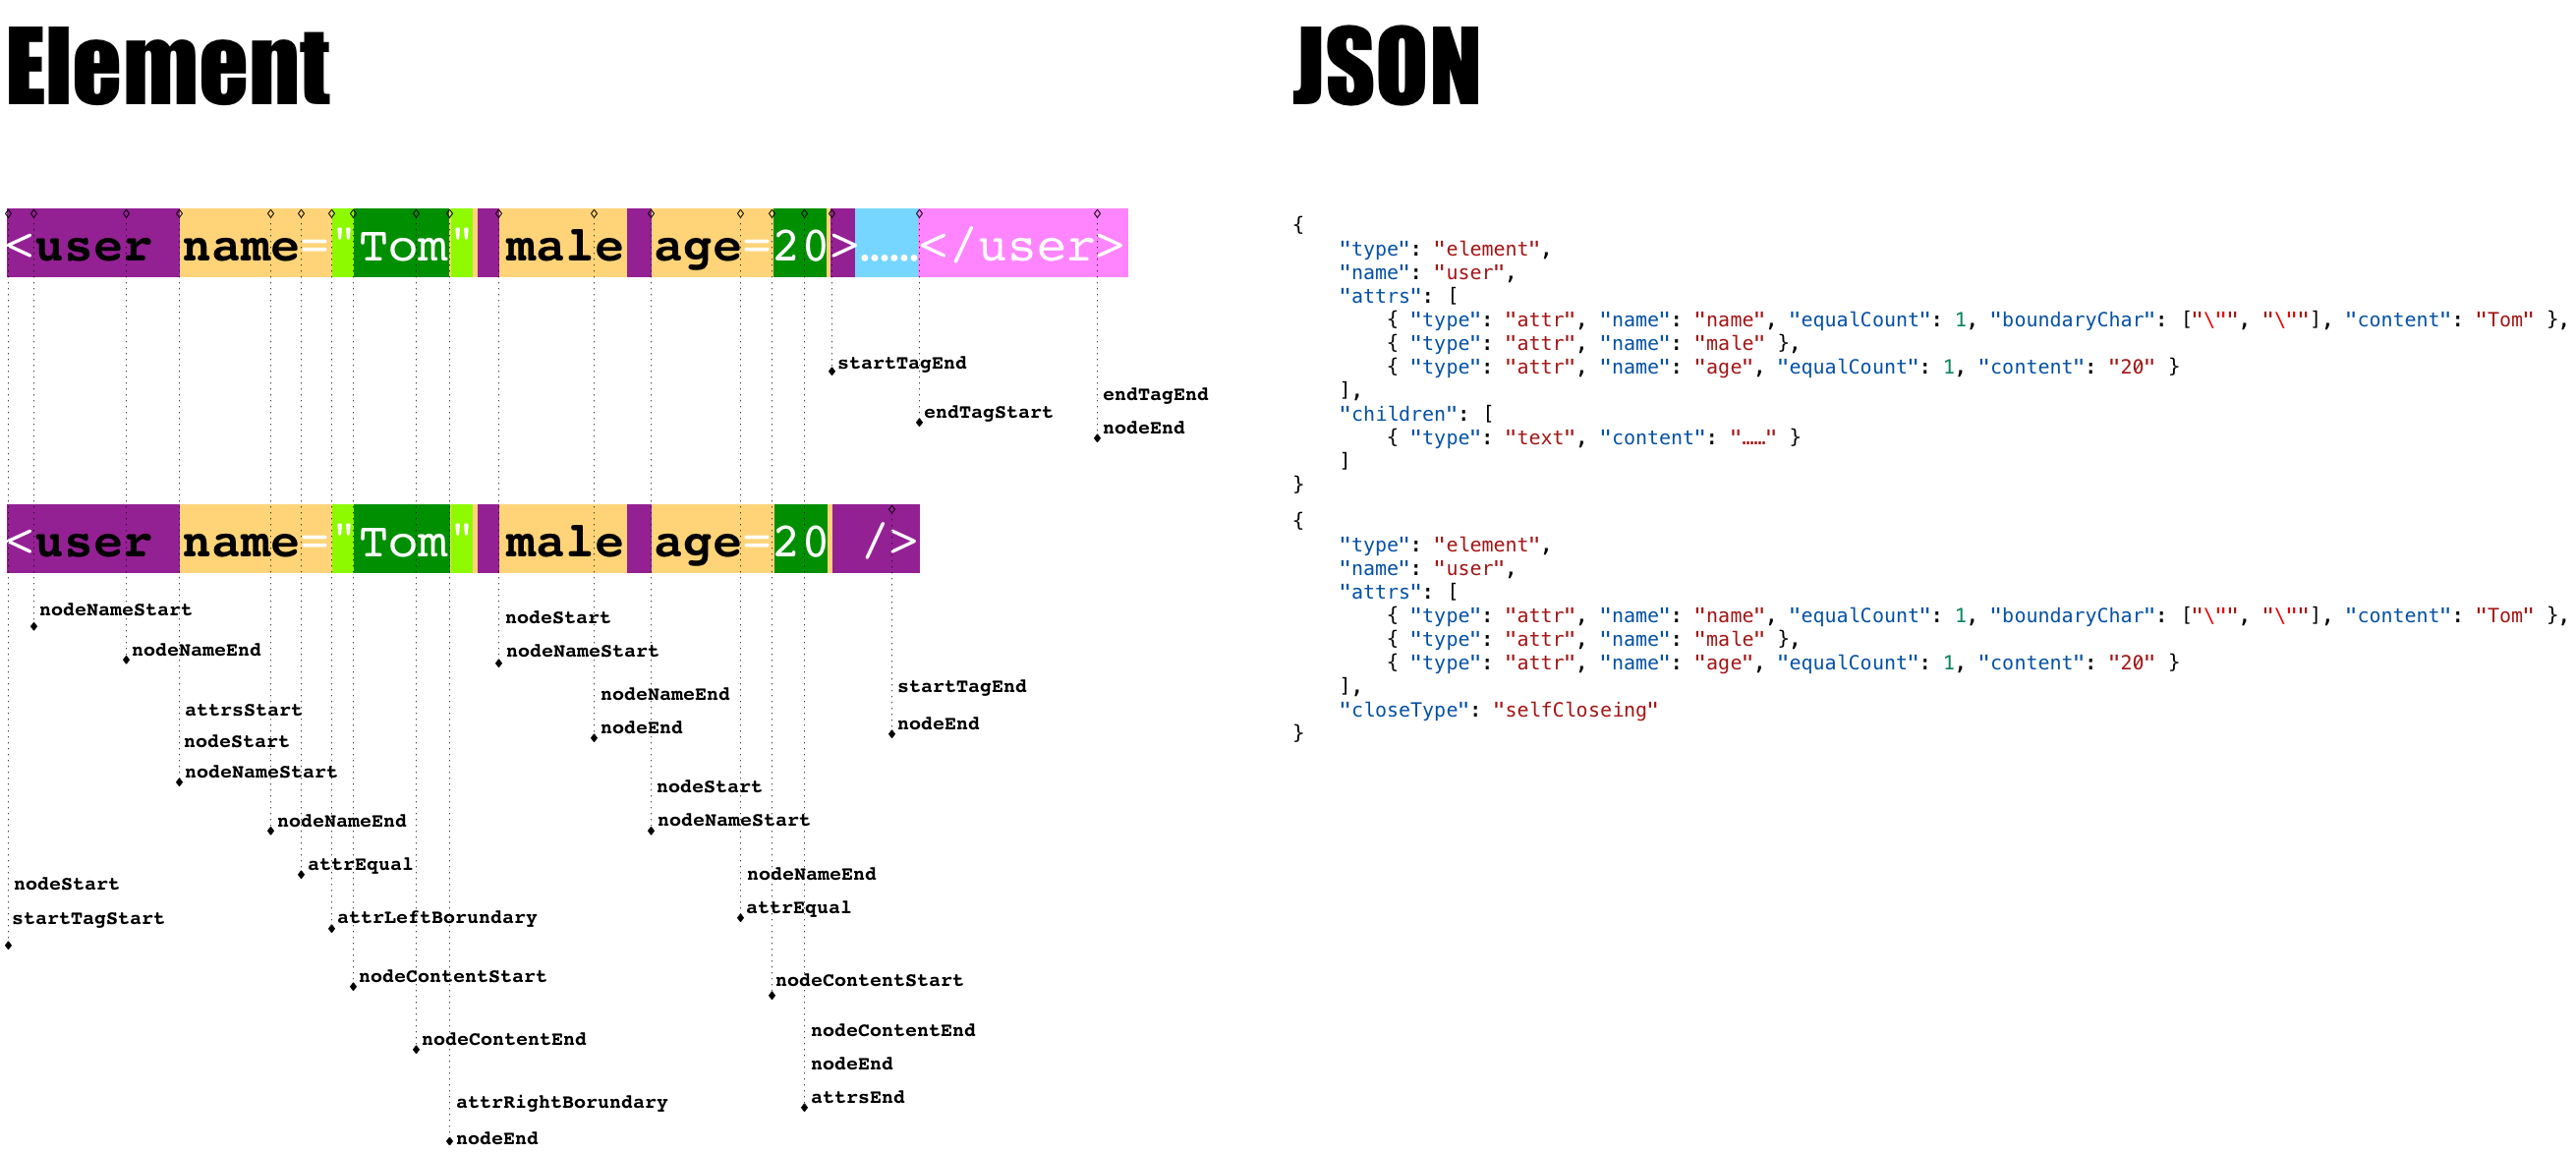 Element
<user name="Tom" male age=20>……</user>
startTagEnd
endTagEnd
endTagStart
nodeEnd
<user name="Tom" male age=20 />
nodeNameStart
nodeNameEnd
attrsStart
nodeStart
nodeNameStart
nodeNameEnd
attrEqual
nodeStart
startTagStart
attrLeftBorundary
nodeContentStart
nodeContentEnd
attrRightBorundary
nodeEnd
nodeStart
nodeNameStart
nodeNameEnd
nodeEnd
nodeStart
nodeNameStart
nodeNameEnd
attrEqual
nodeContentStart
nodeContentEnd
nodeEnd
attrsEnd
startTagEnd
nodeEnd
JSON
{
    "type": "element",
    "name": "user",
    "attrs": [
        { "type": "attr", "name": "name", "equalCount": 1, "boundaryChar": ["\"", "\""], "content": "Tom" },
        { "type": "attr", "name": "male" },
        { "type": "attr", "name": "age", "equalCount": 1, "content": "20" }
    ],
    "children": [
        { "type": "text", "content": "……" }
    ]
}
{
    "type": "element",
    "name": "user",
    "attrs": [
        { "type": "attr", "name": "name", "equalCount": 1, "boundaryChar": ["\"", "\""], "content": "Tom" },
        { "type": "attr", "name": "male" },
        { "type": "attr", "name": "age", "equalCount": 1, "content": "20" }
    ],
    "closeType": "selfCloseing"
}